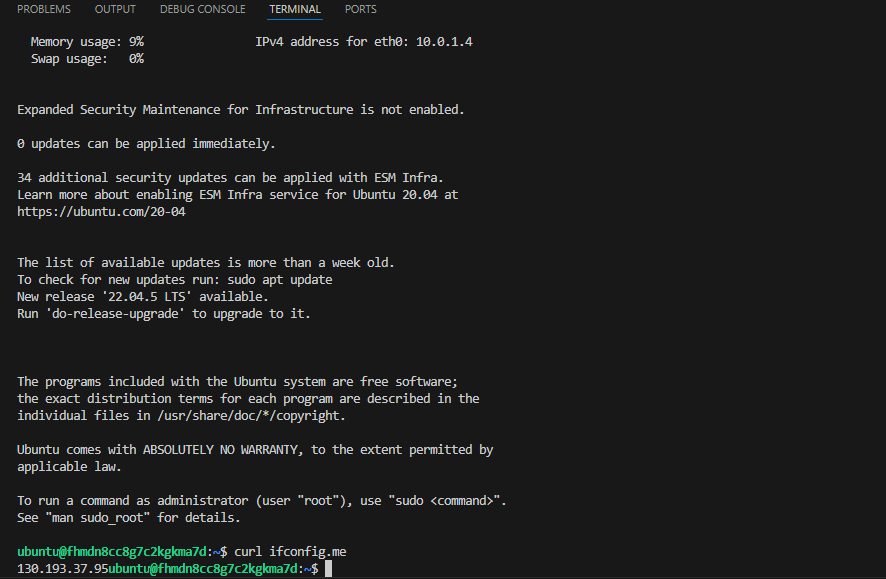 PROBLEMS OUTPUT DEBUG CONSOLE TERMINAL PORTS
Memory usage: 9% IPv4 address for eth0: 10.0.1.4
Swap usage: 0%
Expanded Security Maintenance for Infrastructure is not enabled.
0 updates can be applied immediately.
34 additional security updates can be applied with ESM Infra.
Learn more about enabling ESM Infra service for Ubuntu 20.04 at
https://ubuntu.com/20-04
The list of available updates is more than a week old.
To check for new updates run: sudo apt update
New release '22.04.5 LTS' available.
Run 'do-release-upgrade' to upgrade to it.
The programs included with the Ubuntu system are free software;
the exact distribution terms for each program are described in the
individual files in /usr/share/doc/*/copyright.
Ubuntu comes with ABSOLUTELY NO WARRANTY, to the extent permitted by
applicable law.
To run a command as administrator (user "root"), use "sudo <command>".
See "man sudo_root" for details.
ubuntu@fhmdn8cc8g7c2kgkma7d:~$ curl ifconfig.me
130.193.37.95ubuntu@fhmdn8cc8g7c2kgkma7d:~$